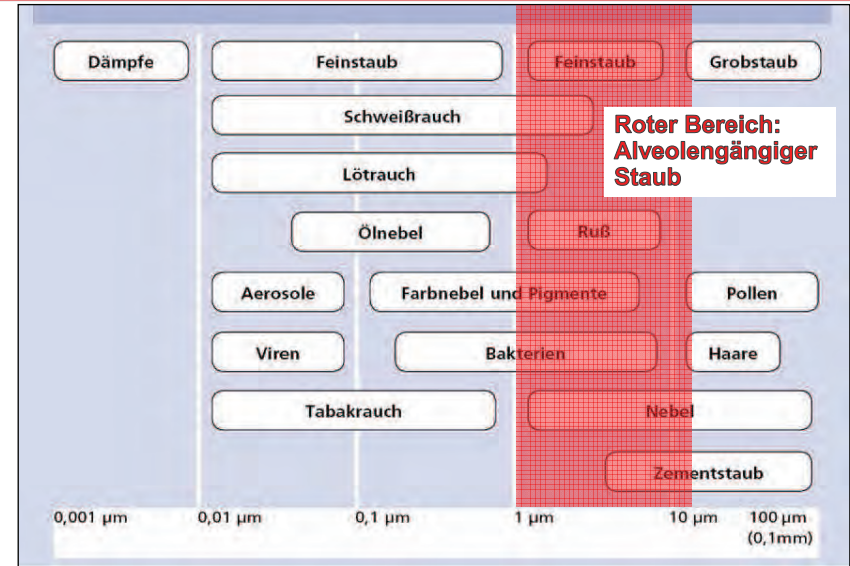 Dämpfe
Feinstaub
Feinstaub
Grobstaub
Schweißrauch
Roter Bereich:
Alveolengängiger
Staub
Lötrauch
Ölnebel
Ruß
Aerosole
Farbnebel und Pigmente
Pollen
Viren
Bakterien
Haare
Tabakrauch
Nebel
Zementstaub
0,001 µm
0,01 µm
0,1 µm
1 µm
10 µm
100 µm
(0,1mm)